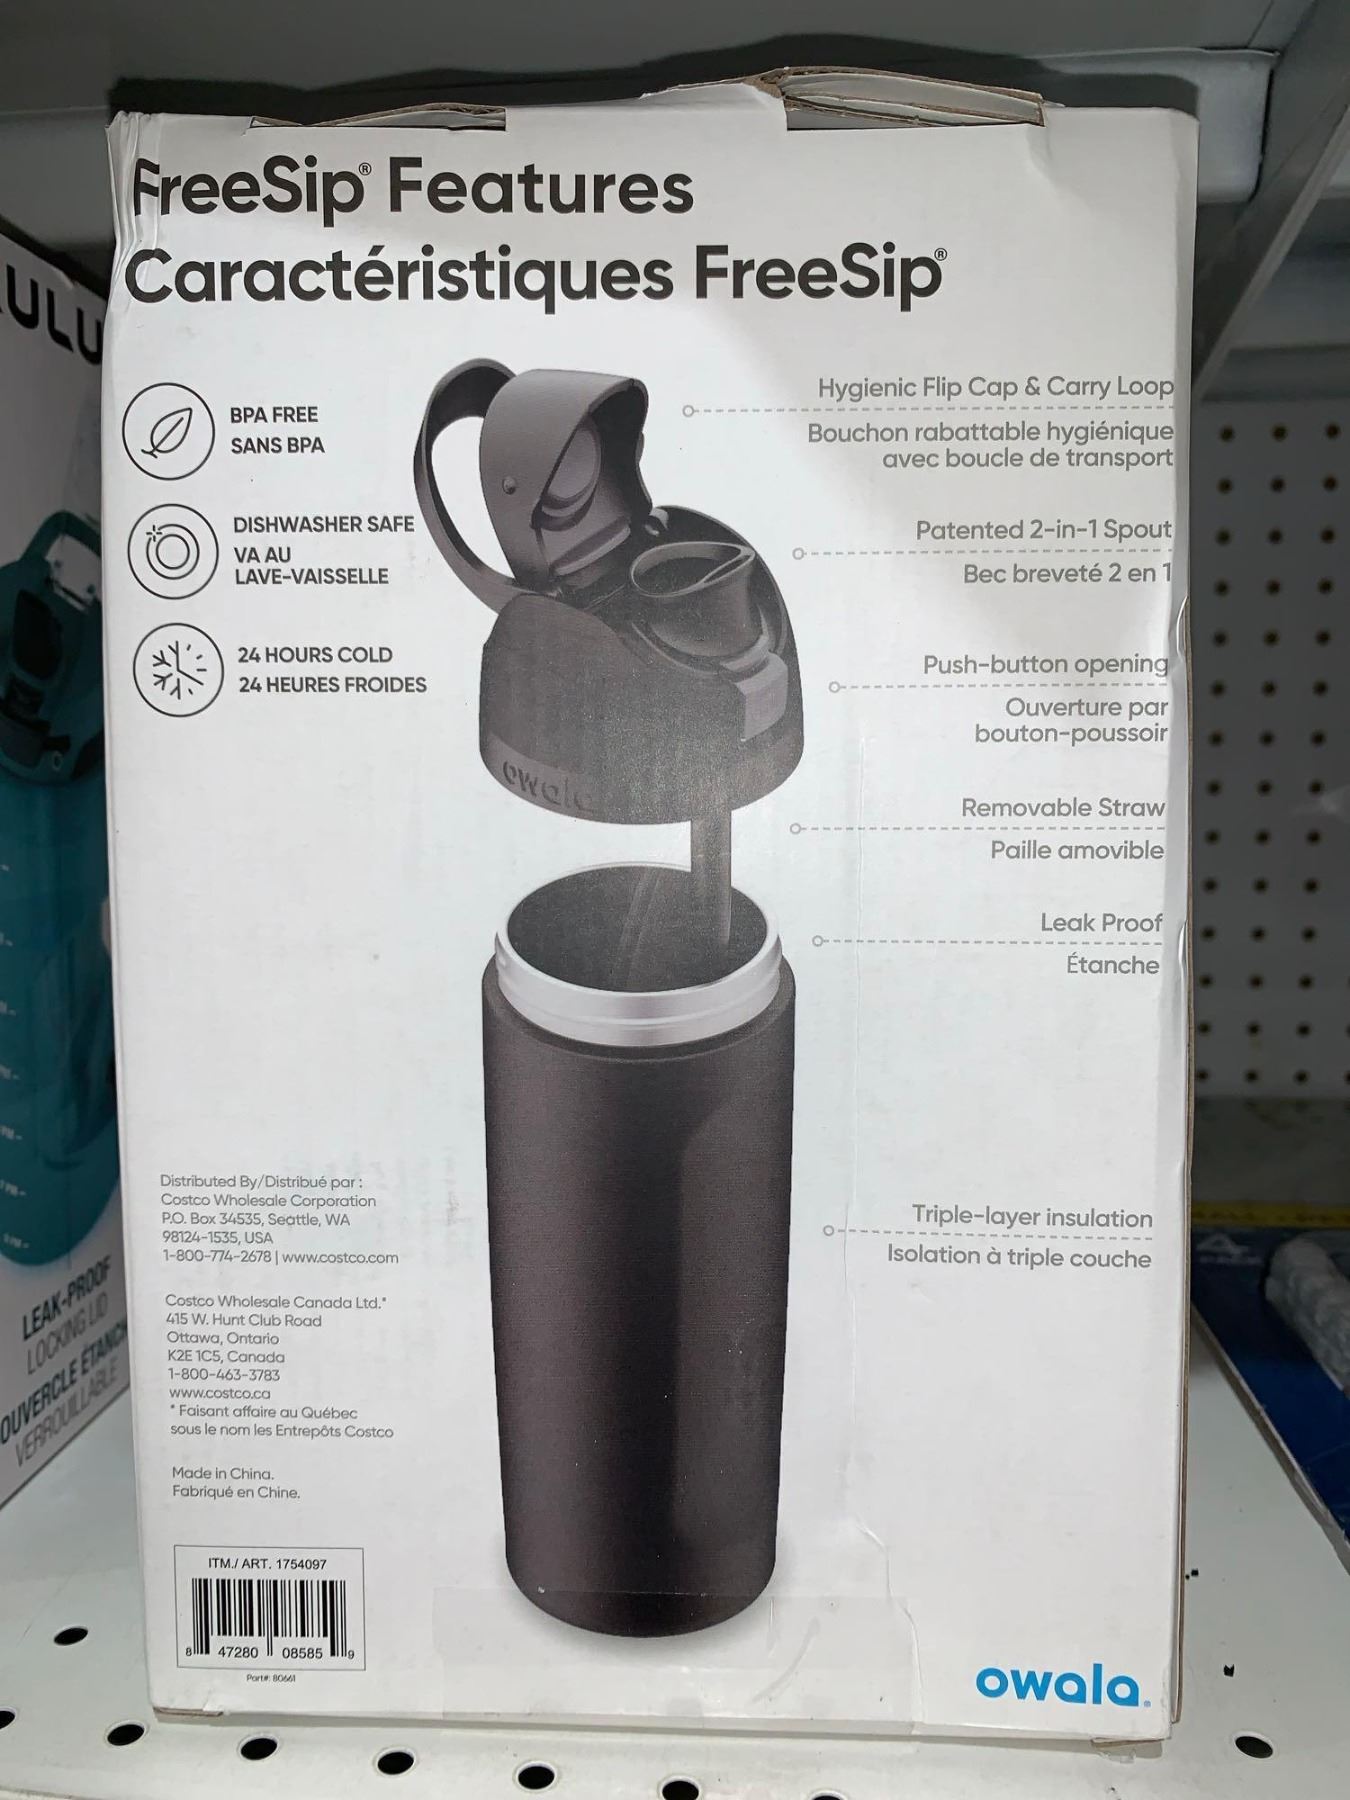 FreeSip® Features
Caractéristiques FreeSip®
BPA FREE
SANS BPA
DISHWASHER SAFE
VA AU
LAVE-VAISSELLE
24 HOURS COLD
24 HEURES FROIDES
Hygienic Flip Cap & Carry Loop
Bouchon rabattable hygiénique
avec boucle de transport
Patented 2-in-1 Spout
Bec breveté 2 en 1
Push-button opening
Ouverture par
bouton-poussoir
Removable Straw
Paille amovible
Leak Proof
Étanche
Triple-layer insulation
Isolation à triple couche
owala
Distributed By/Distribué par :
Costco Wholesale Corporation
P.O. Box 34535, Seattle, WA
98124-1535, USA
1-800-774-2678 | www.costco.com
Costco Wholesale Canada Ltd.*
415 W. Hunt Club Road
Ottawa, Ontario
K2E 1C5, Canada
1-800-463-3783
www.costco.ca
* Faisant affaire au Québec
sous le nom les Entrepôts Costco
Made in China.
Fabriqué en Chine.
ITM./ ART. 1754097
8 47280 08585 9
Part#: 80661
owala®
ULU
LEAK-PROOF
LOCKING LID
OUVERCLE ÉTANCH
VERROUILLABLE